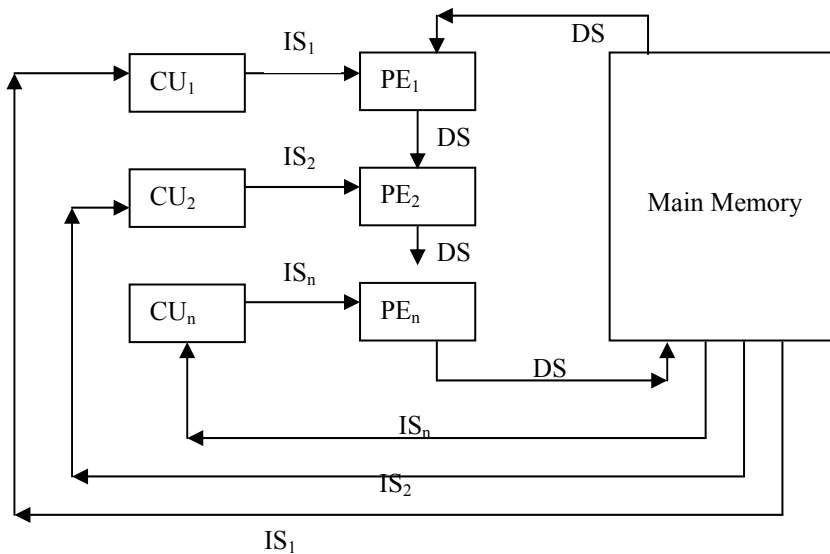 IS₁
DS
CU₁
PE₁
DS
IS₂
CU₂
PE₂
Main Memory
DS
ISₙ
CUₙ
PEₙ
DS
ISₙ
IS₂
IS₁